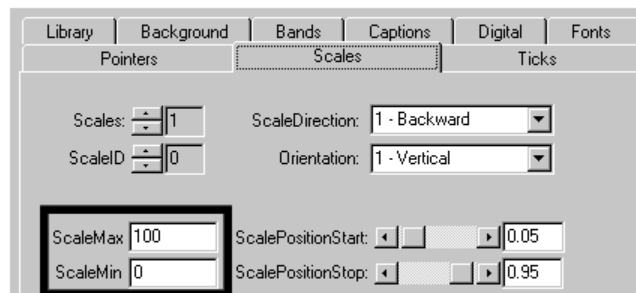 Library Background Bands Captions Digital Fonts
Pointers Scales Ticks
Scales: 1 ScaleDirection: 1 - Backward
ScaleID 0 Orientation: 1 - Vertical
ScaleMax 100 ScalePositionStart: 0.05
ScaleMin 0 ScalePositionStop: 0.95